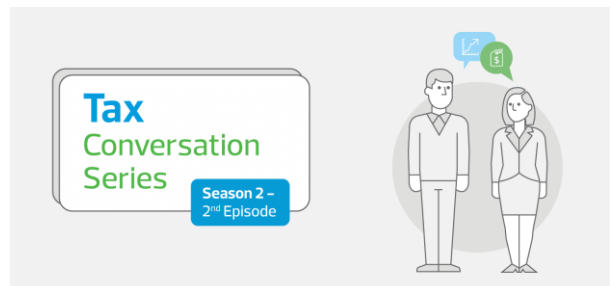 Tax
Conversation
Series
Season 2 –
2nd Episode
$